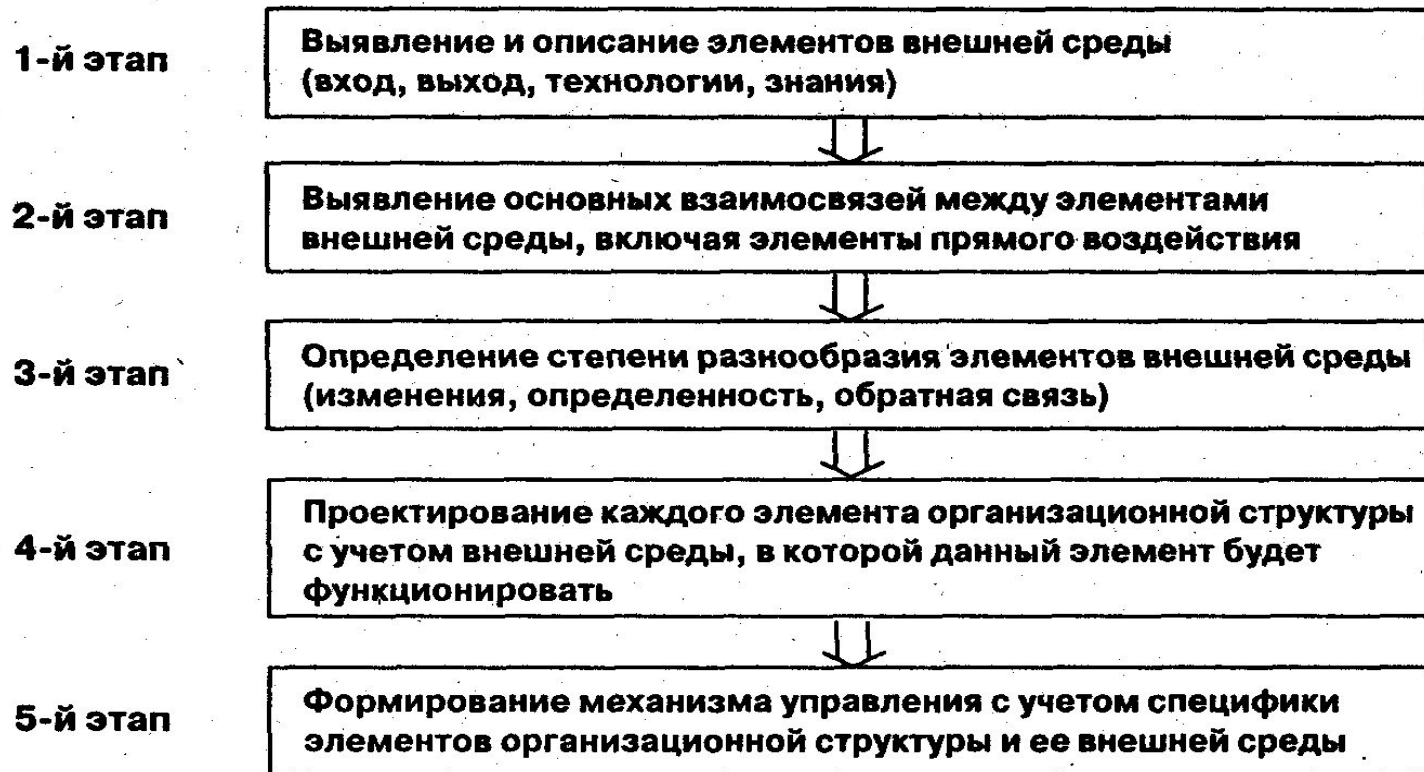 1-й этап
Выявление и описание элементов внешней среды
(вход, выход, технологии, знания)
2-й этап
Выявление основных взаимосвязей между элементами
внешней среды, включая элементы прямого воздействия
3-й этап
Определение степени разнообразия элементов внешней среды
(изменения, определенность, обратная связь)
4-й этап
Проектирование каждого элемента организационной структуры
с учетом внешней среды, в которой данный элемент будет
функционировать
5-й этап
Формирование механизма управления с учетом специфики
элементов организационной структуры и ее внешней среды